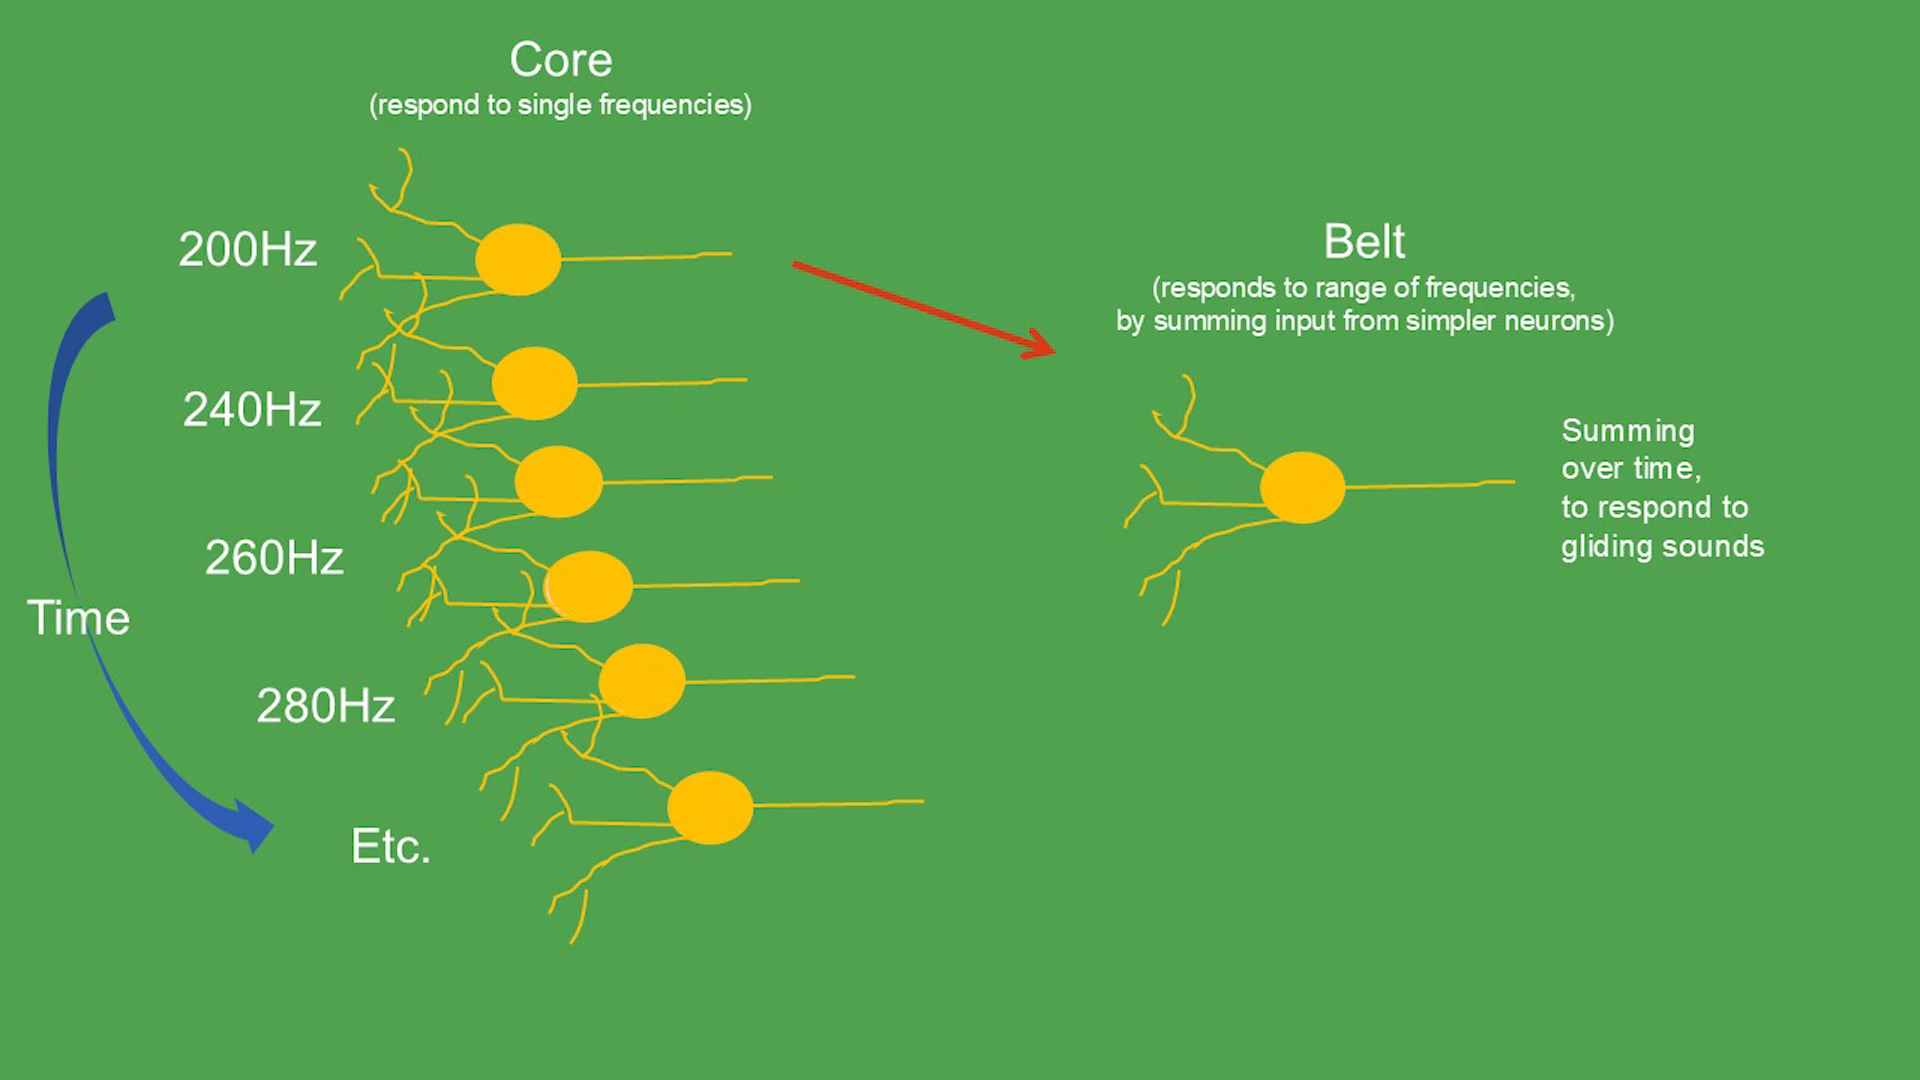 Core
(respond to single frequencies)
200Hz
240Hz
260Hz
Time
280Hz
Etc.
Belt
(responds to range of frequencies,
by summing input from simpler neurons)
Summing
over time,
to respond to
gliding sounds